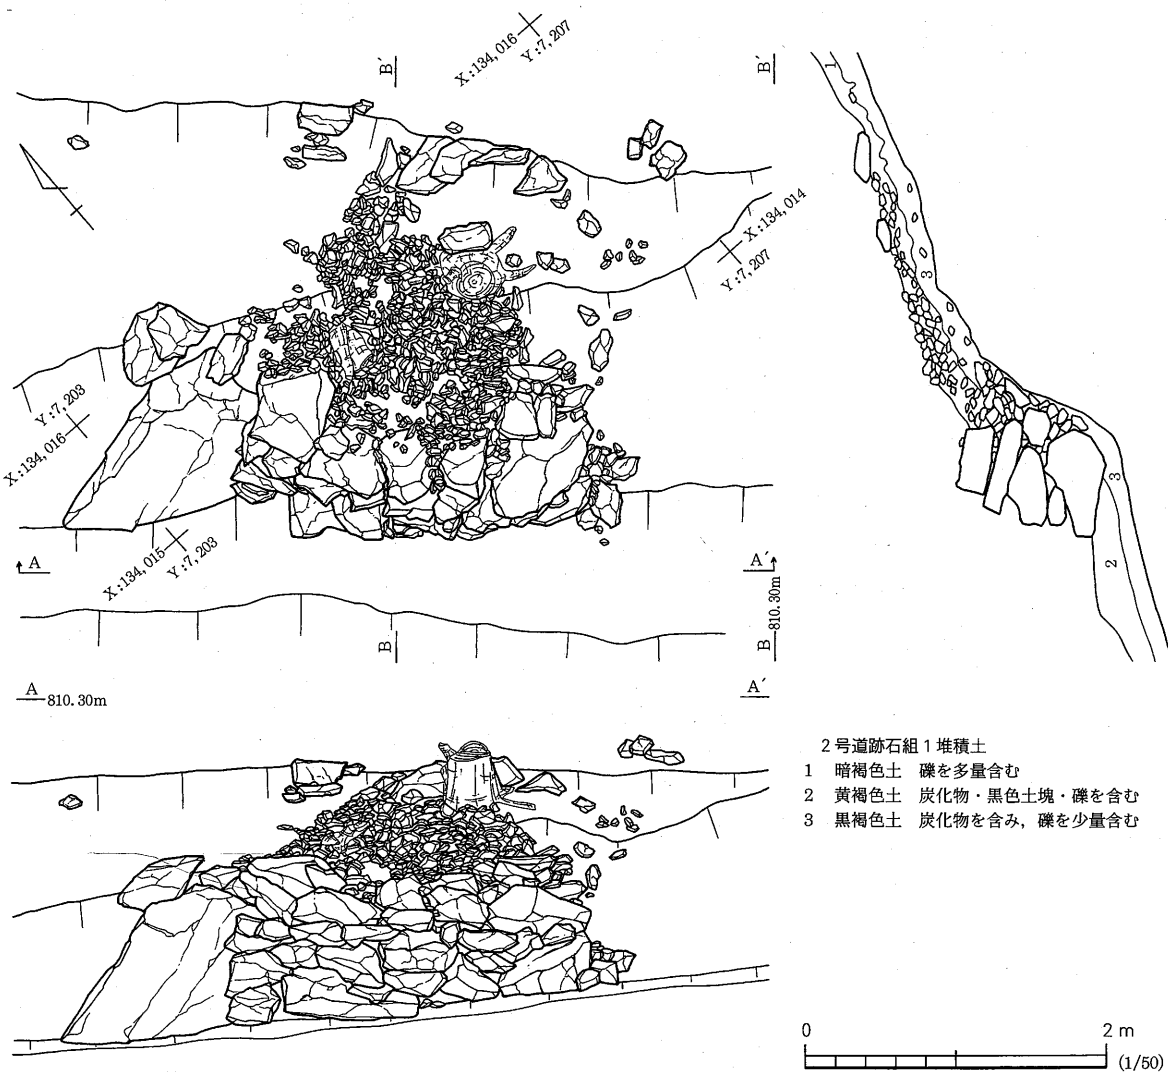 X:134,016
Y:7,207
B′
B′
1
X:134,014
Y:7,207
3
Y:7,203
X:134,016
3
X:134,015
Y:7,203
A
A′
2
B
B
810.30m
A
810.30m
A′
2号道跡石組1堆積土
1 暗褐色土 礫を多量含む
2 黄褐色土 炭化物・黒色土塊・礫を含む
3 黒褐色土 炭化物を含み，礫を少量含む
0
2m
(1/50)